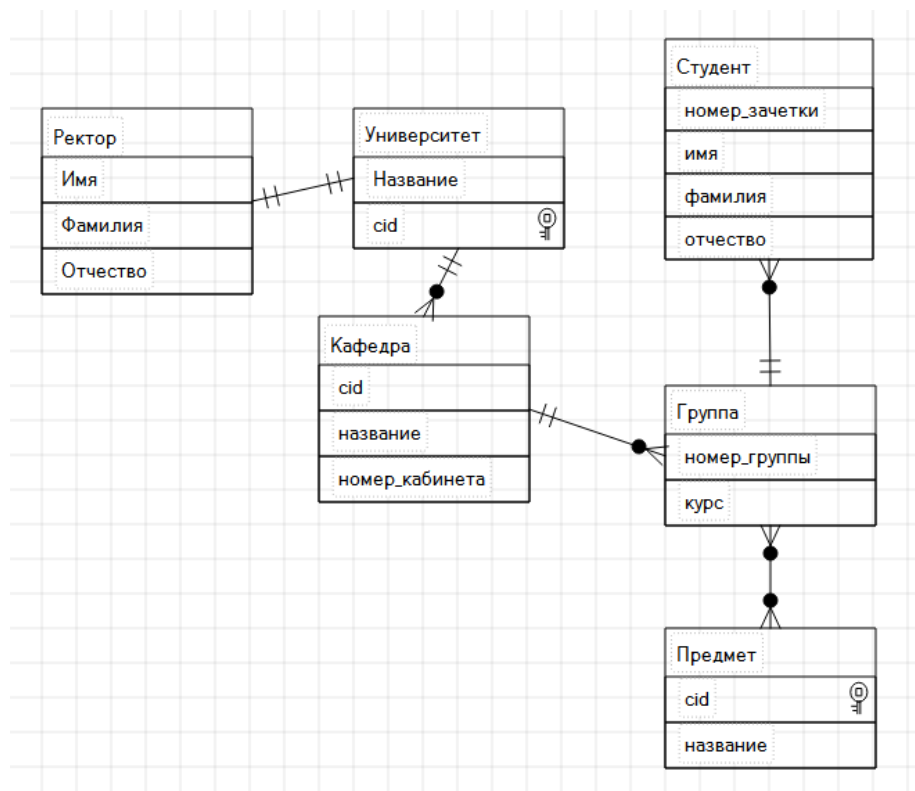 Ректор
Имя
Фамилия
Отчество
Университет
Название
cid
Студент
номер_зачетки
имя
фамилия
отчество
Кафедра
cid
название
номер_кабинета
Группа
номер_группы
курс
Предмет
cid
название